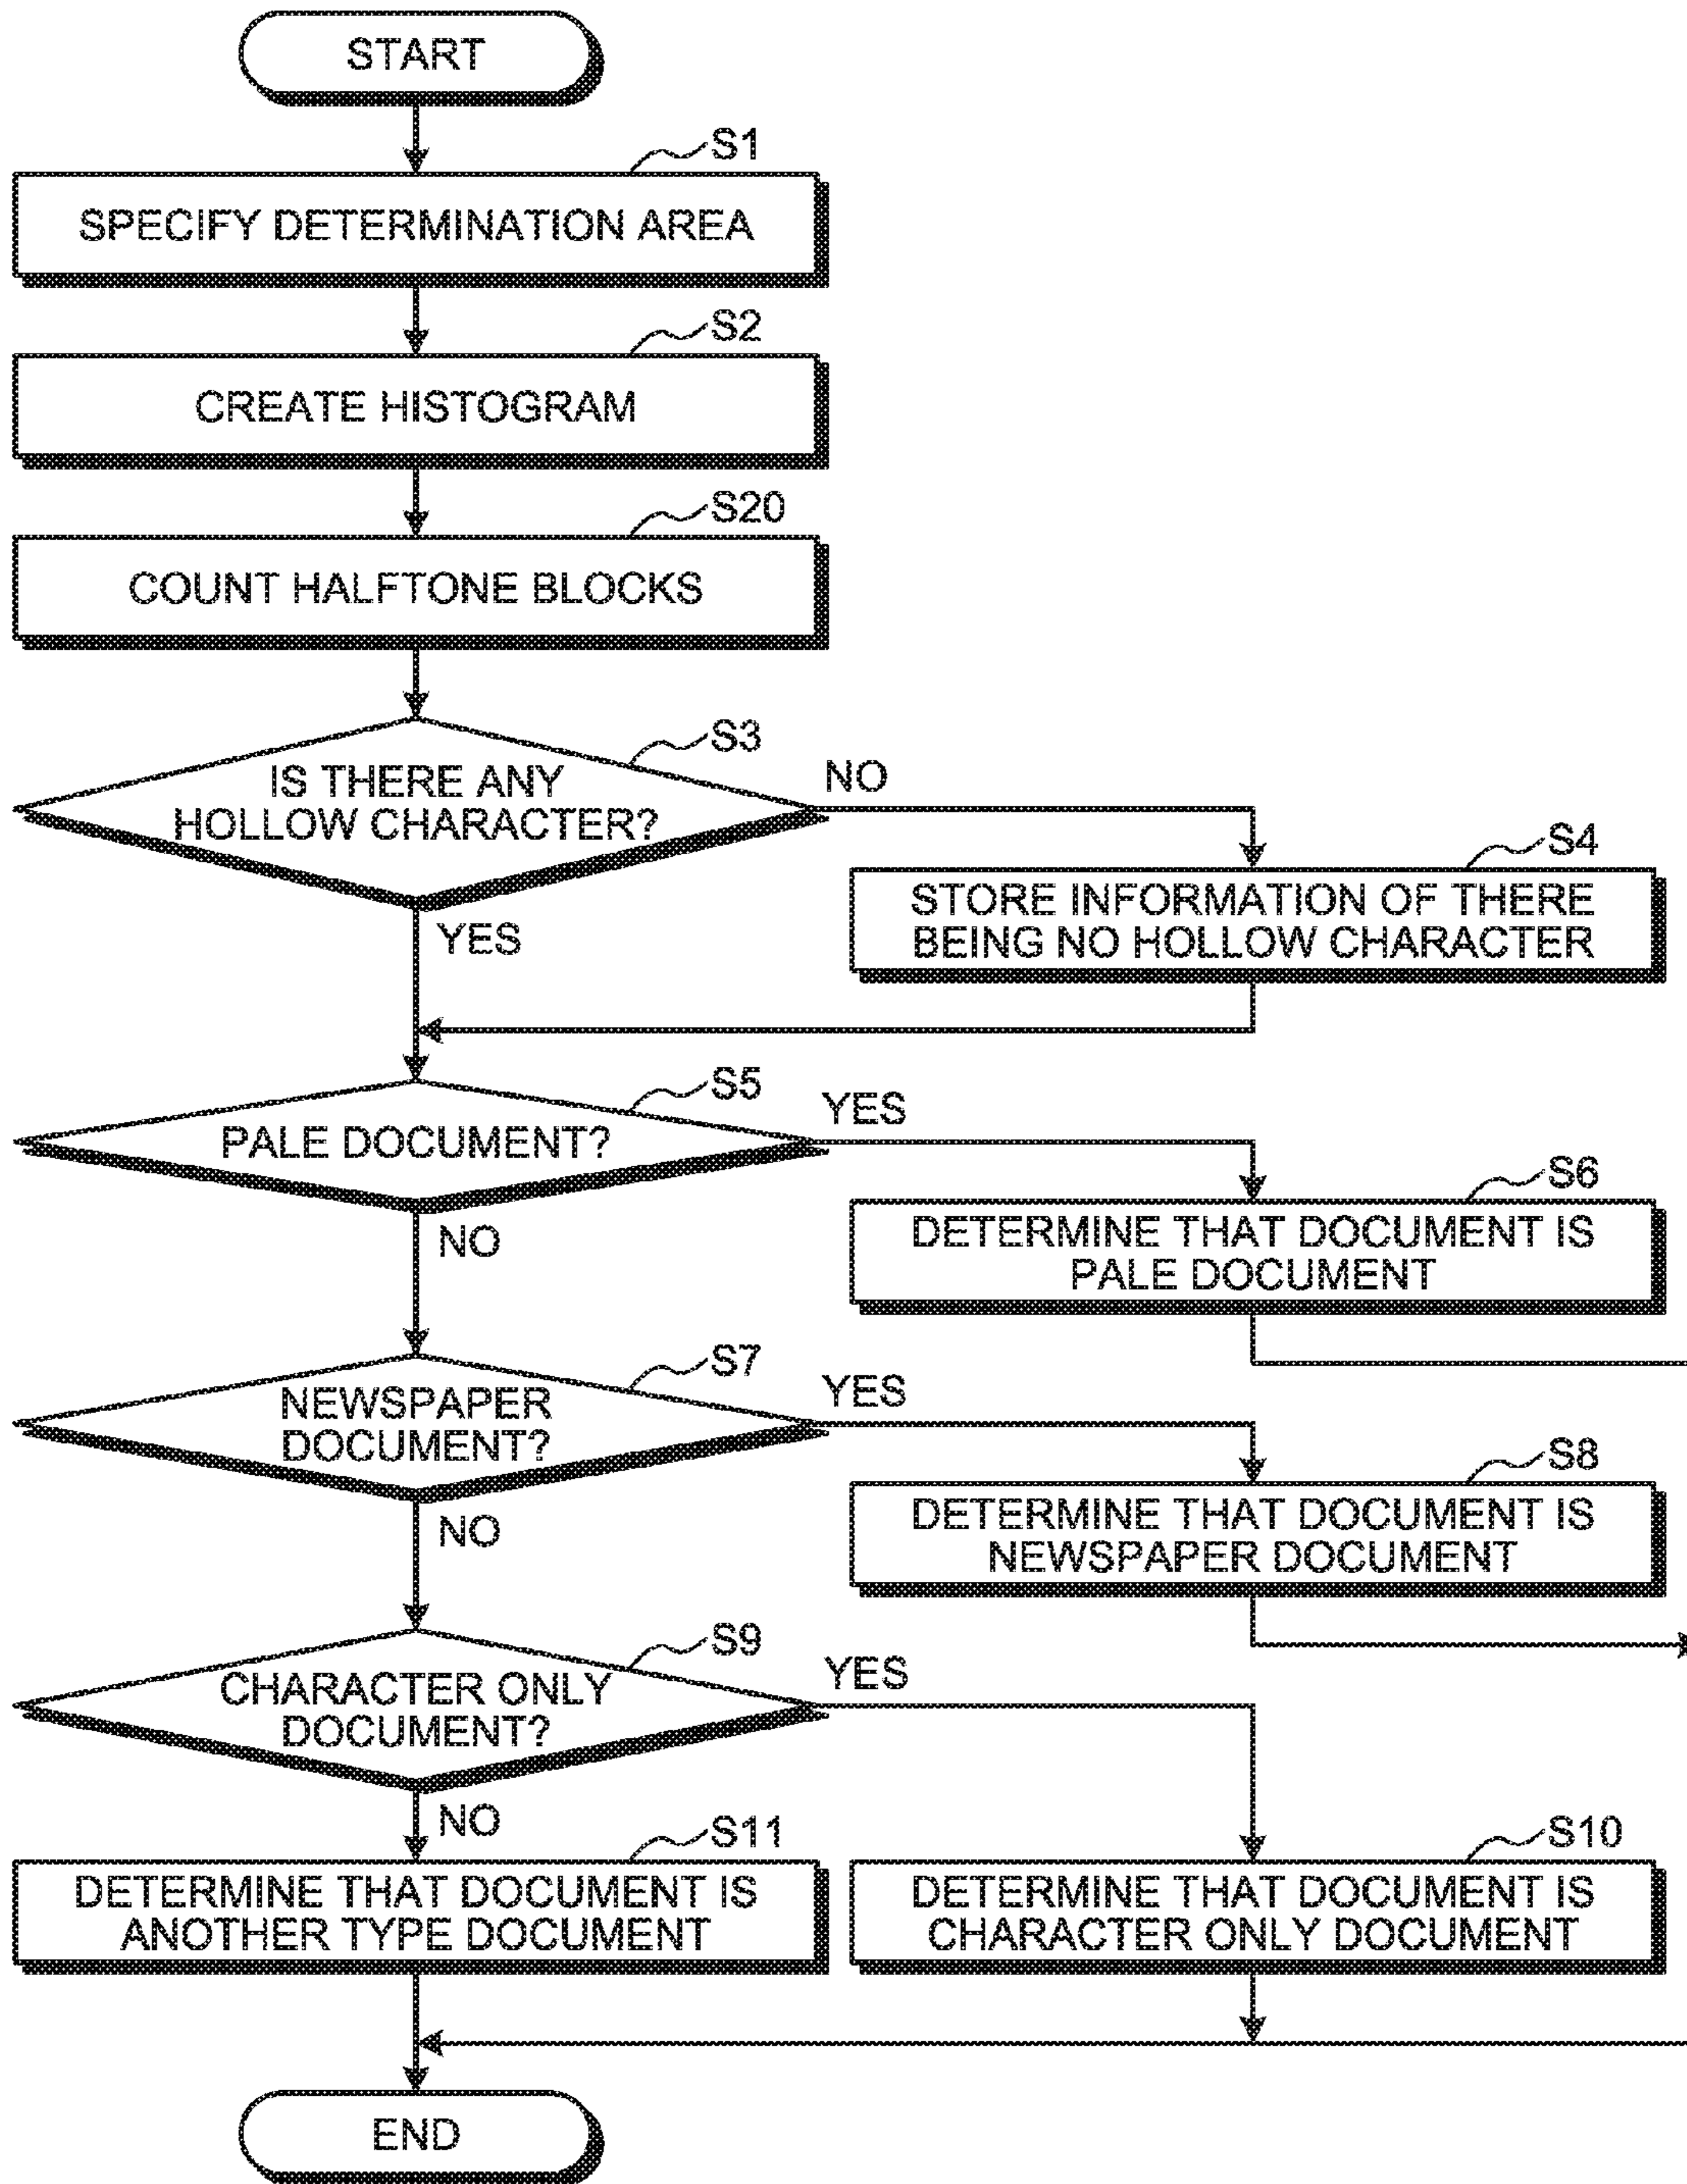 START
S1
SPECIFY DETERMINATION AREA
S2
CREATE HISTOGRAM
S20
COUNT HALFTONE BLOCKS
S3
IS THERE ANY
HOLLOW CHARACTER?
NO
YES
S4
STORE INFORMATION OF THERE
BEING NO HOLLOW CHARACTER
S5
PALE DOCUMENT?
YES
NO
S6
DETERMINE THAT DOCUMENT IS
PALE DOCUMENT
S7
NEWSPAPER
DOCUMENT?
YES
NO
S8
DETERMINE THAT DOCUMENT IS
NEWSPAPER DOCUMENT
S9
CHARACTER ONLY
DOCUMENT?
YES
NO
S11
DETERMINE THAT DOCUMENT IS
ANOTHER TYPE DOCUMENT
S10
DETERMINE THAT DOCUMENT IS
CHARACTER ONLY DOCUMENT
END